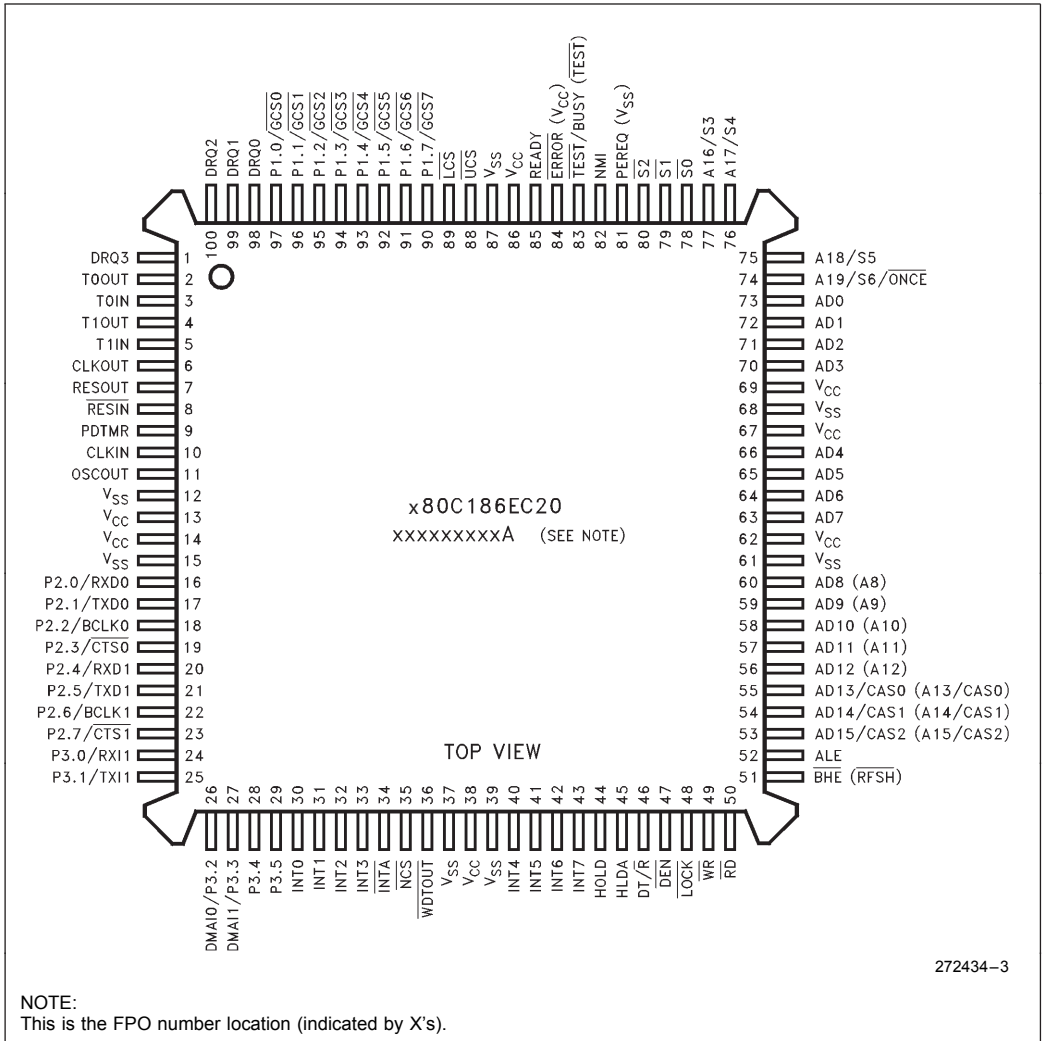 DRQ2
DRQ1
DRQ0
P1.0/GCS0
P1.1/GCS1
P1.2/GCS2
P1.3/GCS3
P1.4/GCS4
P1.5/GCS5
P1.6/GCS6
P1.7/GCS7
LCS
UCS
VSS
VCC
READY
ERROR (VCC)
TEST/BUSY (TEST)
NMI
PEREQ (VSS)
S2
S1
S0
A16/S3
A17/S4
100
99
98
97
96
95
94
93
92
91
90
89
88
87
86
85
84
83
82
81
80
79
78
77
76
DRQ3 1
T0OUT 2
T0IN 3
T1OUT 4
T1IN 5
CLKOUT 6
RESOUT 7
RESIN 8
PDTMR 9
CLKIN 10
OSCOUT 11
VSS 12
VCC 13
VCC 14
VSS 15
P2.0/RXD0 16
P2.1/TXD0 17
P2.2/BCLK0 18
P2.3/CTS0 19
P2.4/RXD1 20
P2.5/TXD1 21
P2.6/BCLK1 22
P2.7/CTS1 23
P3.0/RXI1 24
P3.1/TXI1 25
x80C186EC20
xxxxxxxxxA (SEE NOTE)
TOP VIEW
75 A18/S5
74 A19/S6/ONCE
73 AD0
72 AD1
71 AD2
70 AD3
69 VCC
68 VSS
67 VCC
66 AD4
65 AD5
64 AD6
63 AD7
62 VCC
61 VSS
60 AD8 (A8)
59 AD9 (A9)
58 AD10 (A10)
57 AD11 (A11)
56 AD12 (A12)
55 AD13/CAS0 (A13/CAS0)
54 AD14/CAS1 (A14/CAS1)
53 AD15/CAS2 (A15/CAS2)
52 ALE
51 BHE (RFSH)
26
27
28
29
30
31
32
33
34
35
36
37
38
39
40
41
42
43
44
45
46
47
48
49
50
DMAI0/P3.2
DMAI1/P3.3
P3.4
P3.5
INT0
INT1
INT2
INT3
INTA
NCS
WDTOUT
VSS
VCC
VSS
INT4
INT5
INT6
INT7
HOLD
HLDA
DT/R
DEN
LOCK
WR
RD
272434–3
NOTE:
This is the FPO number location (indicated by X's).